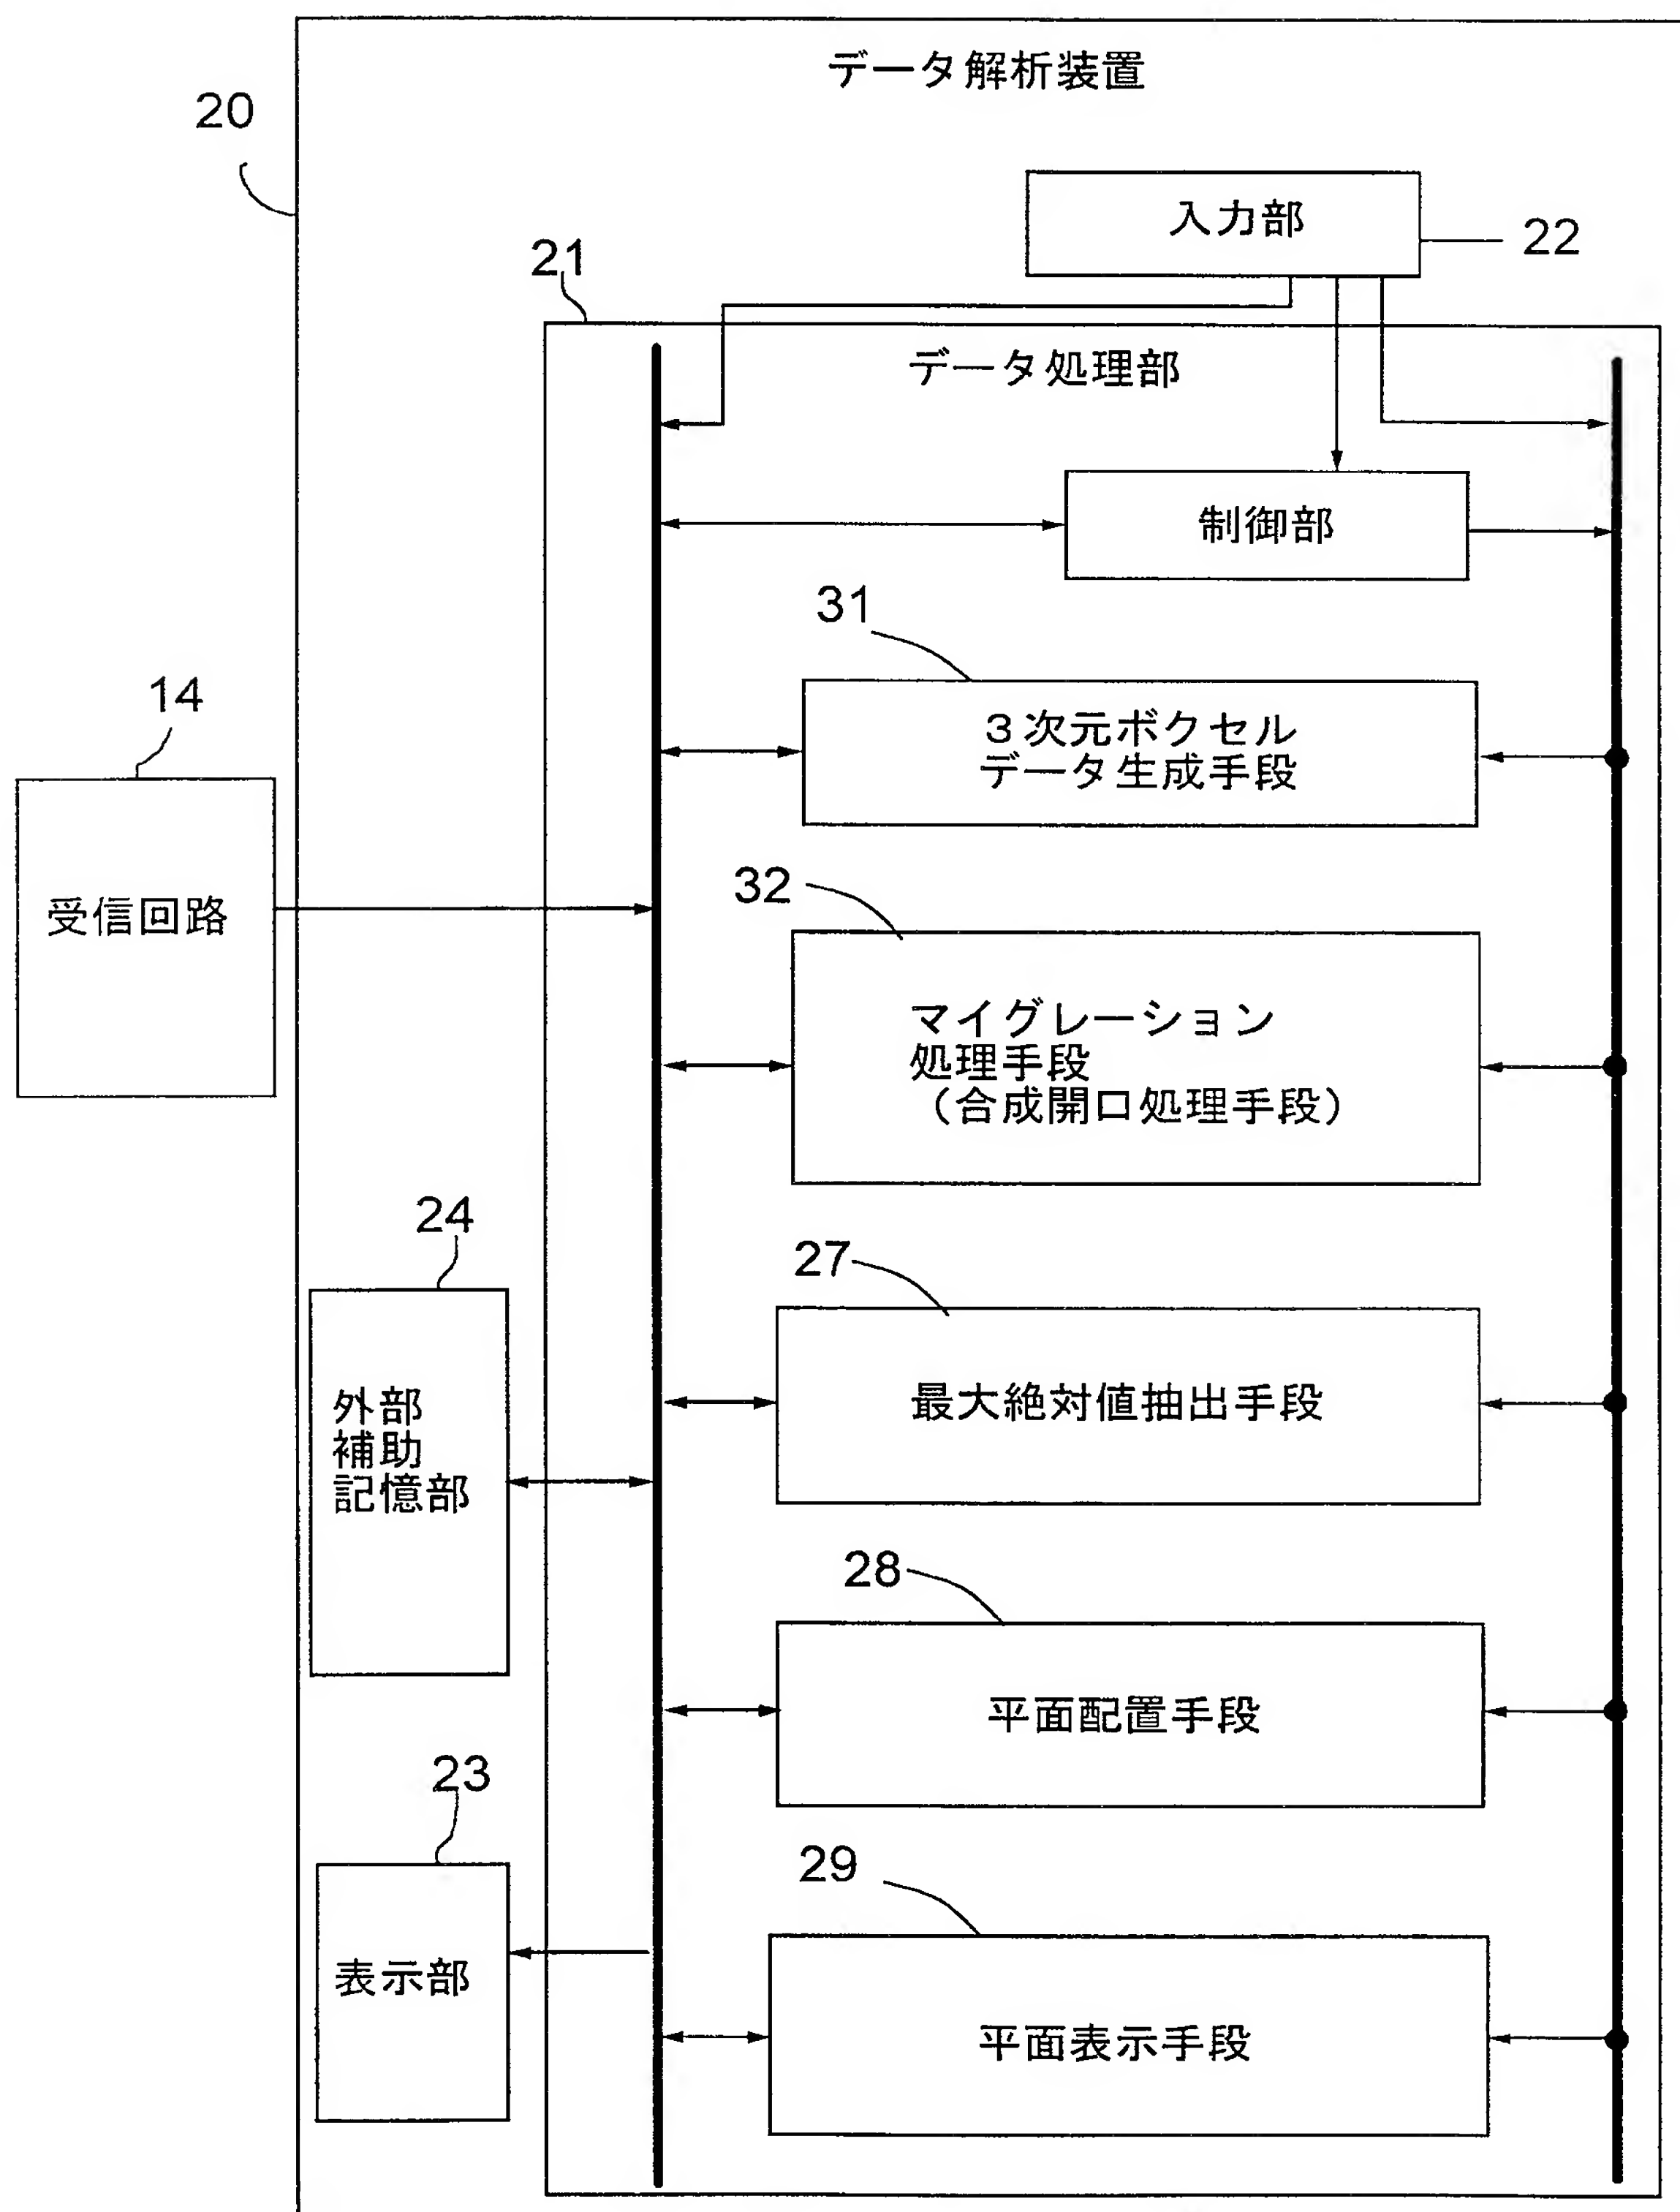 データ解析装置
20
入力部
22
21
データ処理部
制御部
31
３次元ボクセル
データ生成手段
14
受信回路
32
マイグレーション
処理手段
（合成開口処理手段）
24
外部
補助
記憶部
27
最大絶対値抽出手段
28
平面配置手段
23
表示部
29
平面表示手段